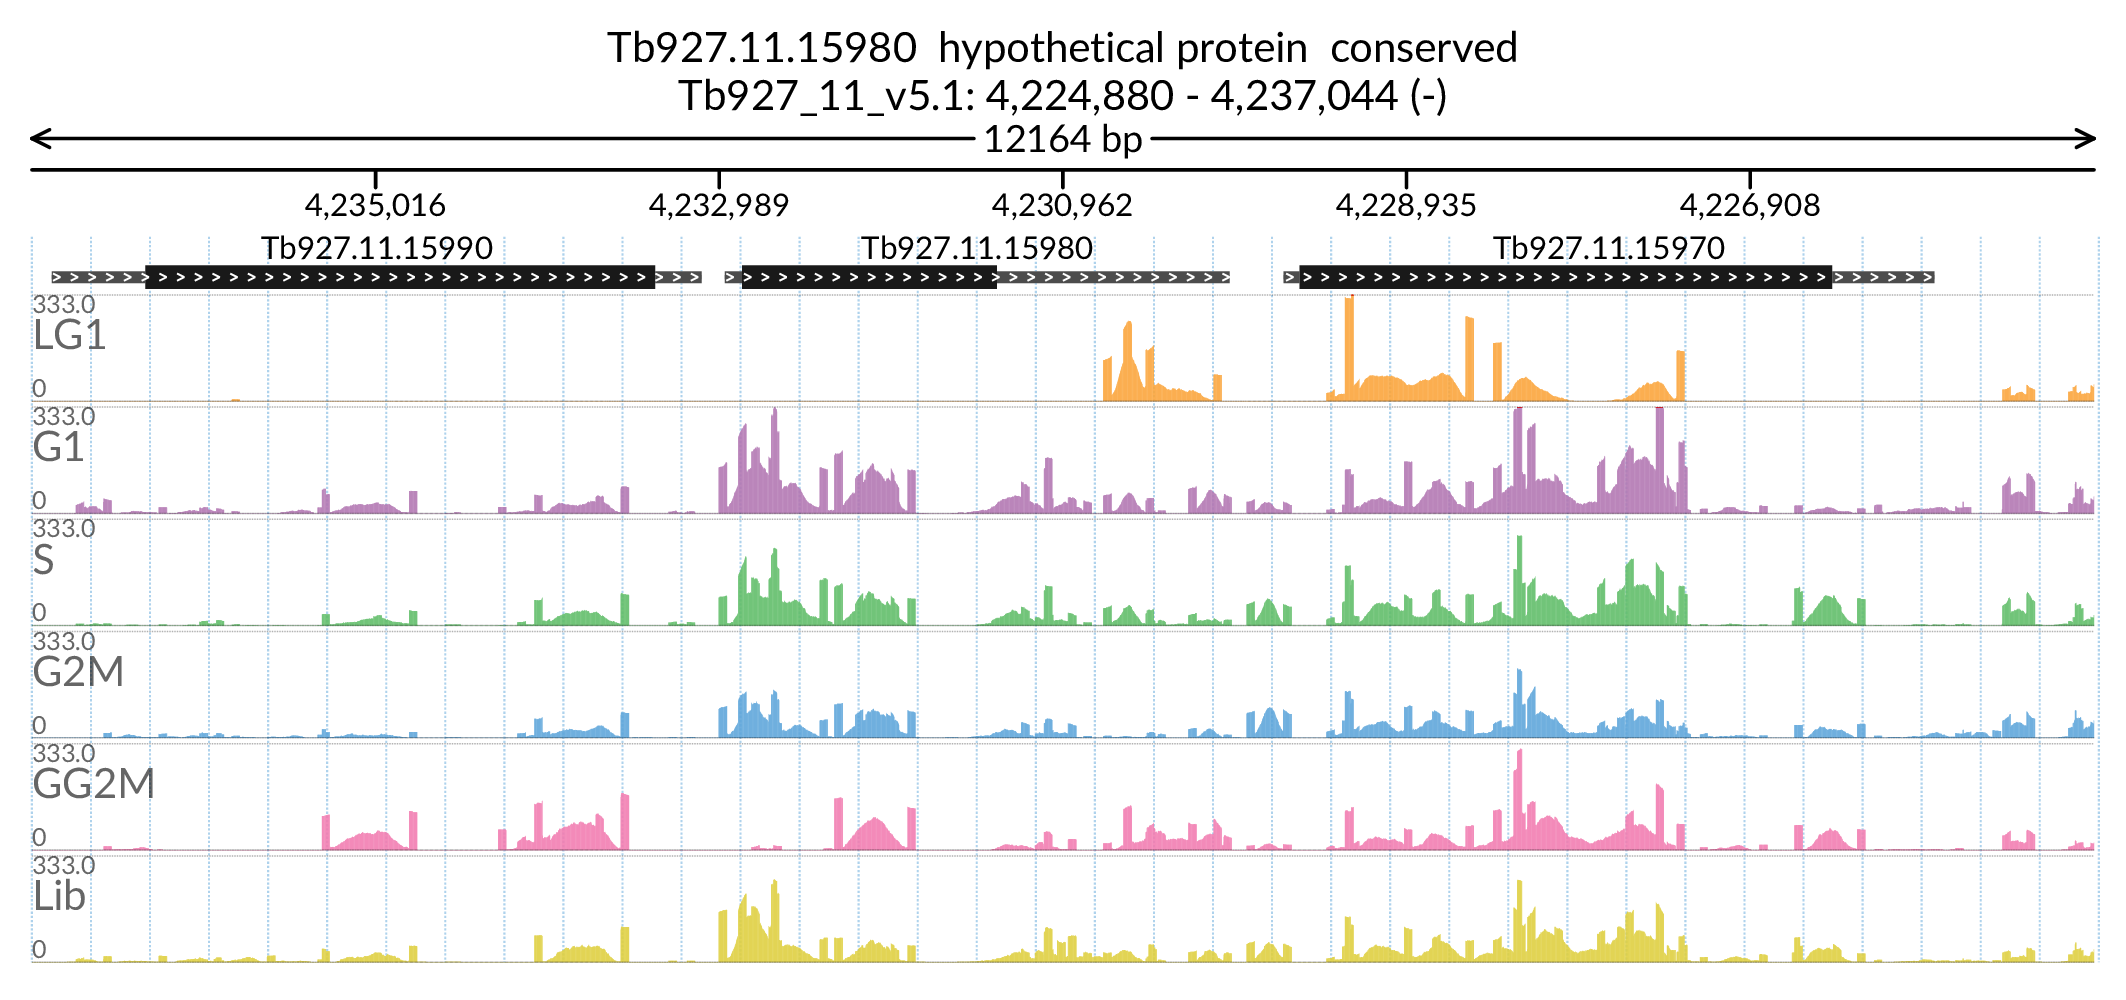 Tb927.11.15980 hypothetical protein conserved
Tb927_11_v5.1: 4,224,880 - 4,237,044 (-)
12164 bp
4,235,016 4,232,989 4,230,962 4,228,935 4,226,908
Tb927.11.15990 Tb927.11.15980 Tb927.11.15970
333.0
LG1
0
333.0
G1
0
333.0
S
0
333.0
G2M
0
333.0
GG2M
0
333.0
Lib
0